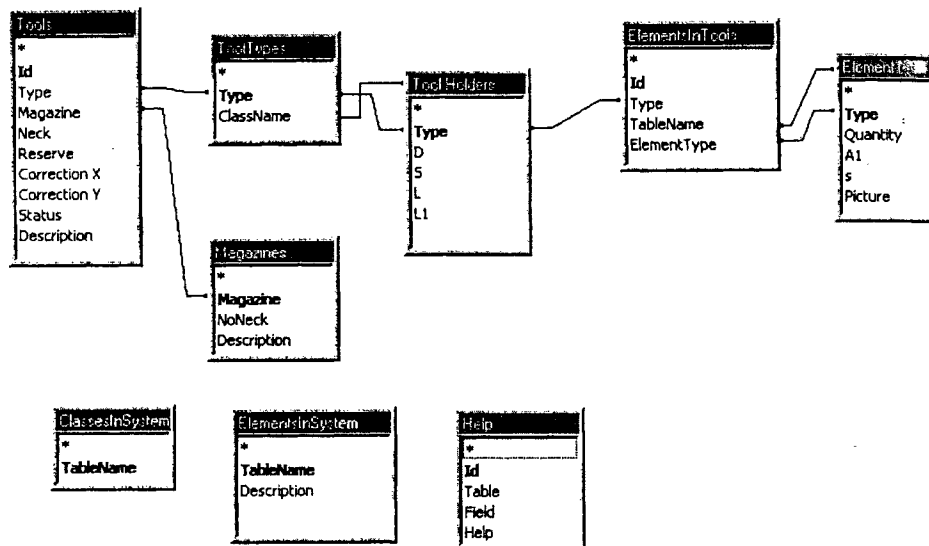 Tools
*
Id
Type
Magazine
Neck
Reserve
Correction X
Correction Y
Status
Description
ToolTypes
*
Type
ClassName
Magazines
*
Magazine
NoNeck
Description
Tool Holders
*
Type
D
S
L
L1
ElementsInTools
*
Id
Type
TableName
ElementType
*
Type
Quantity
A1
s
Picture
ClassesInSystem
*
TableName
ElementsInSystem
*
TableName
Description
Help
*
Id
Table
Field
Help